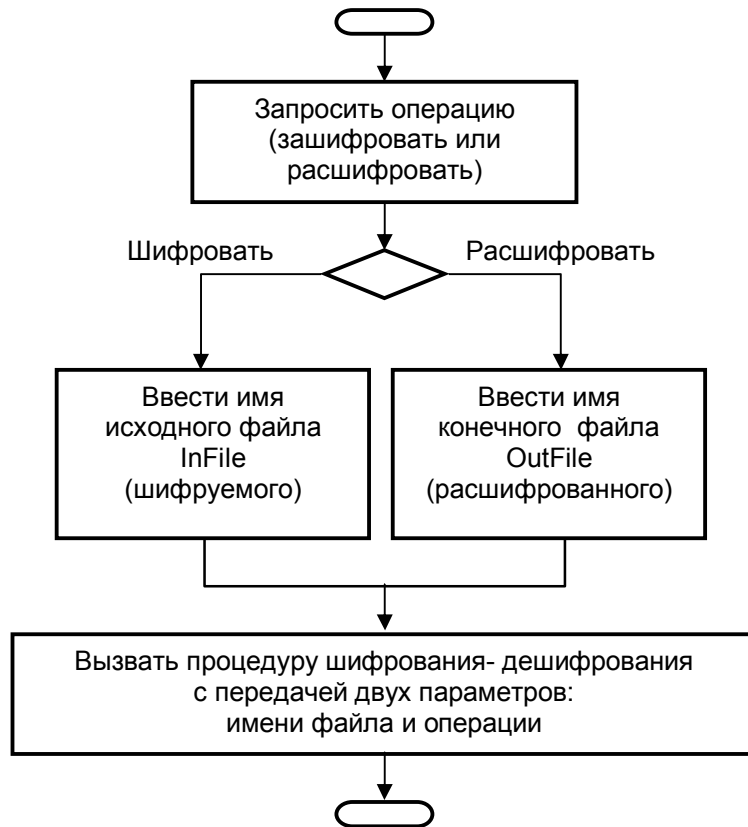 Запросить операцию
(зашифровать или
расшифровать)
Шифровать
Расшифровать
Ввести имя
исходного файла
InFile
(шифруемого)
Ввести имя
конечного файла
OutFile
(расшифрованного)
Вызвать процедуру шифрования- дешифрования
с передачей двух параметров:
имени файла и операции